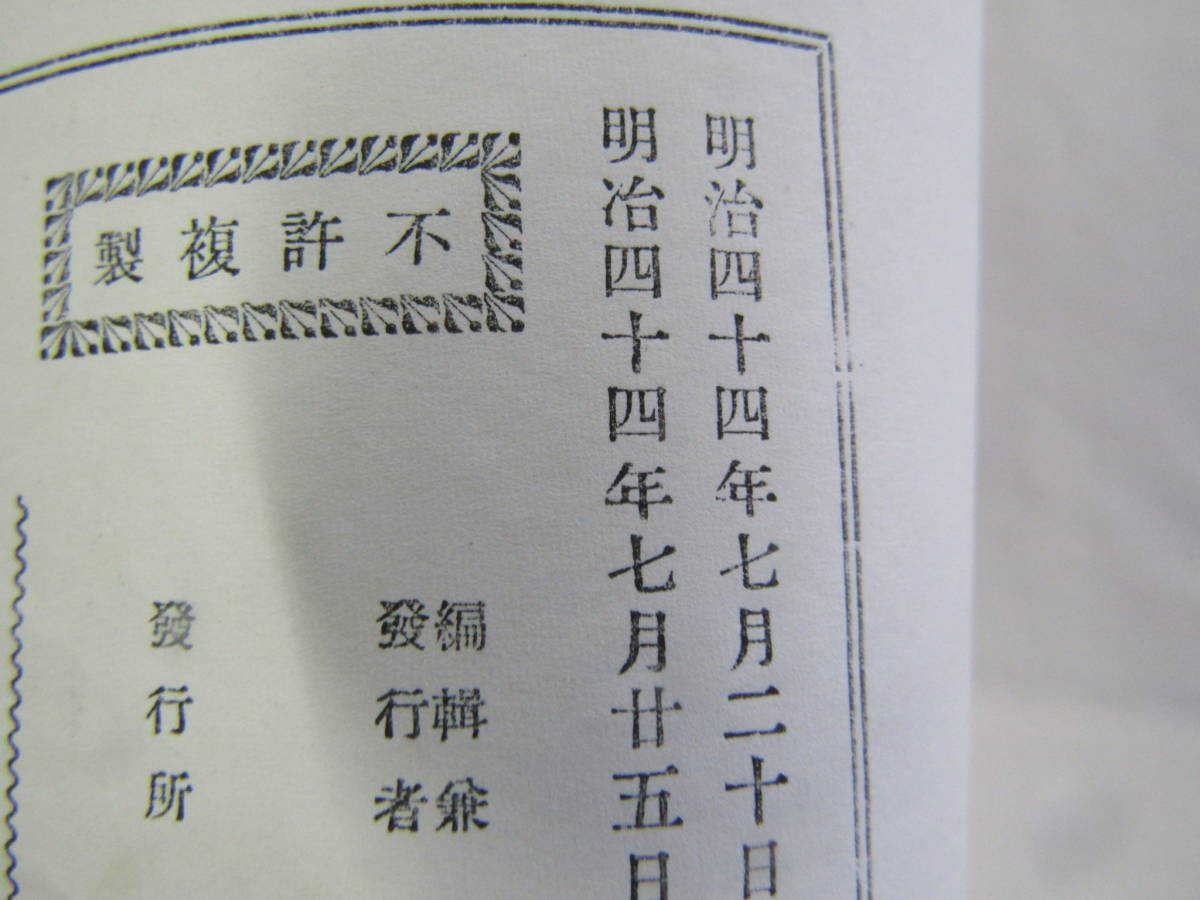 明治四十四年七月二十日
明冶四十四年七月廿五日
不許複製
編輯兼
發行者
發行所